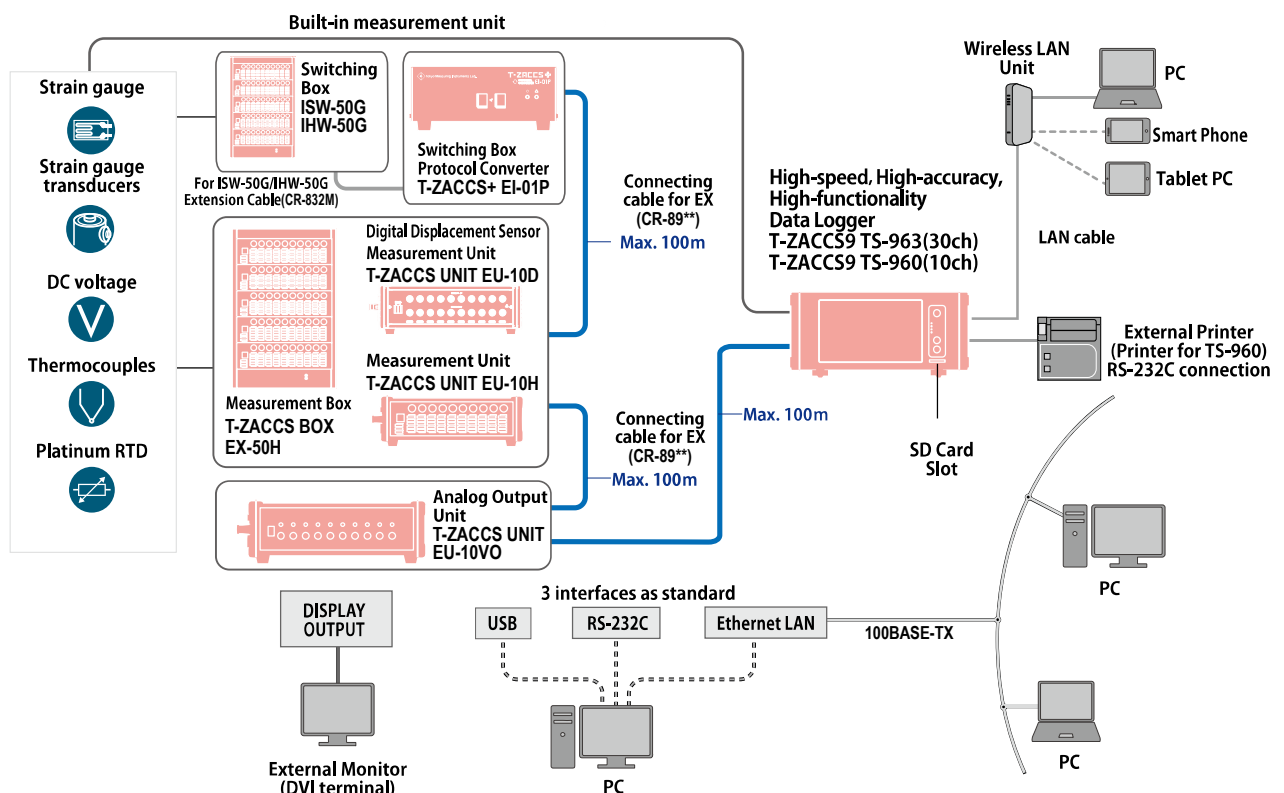 Built-in measurement unit
Strain gauge
Strain gauge
transducers
DC voltage
V
Thermocouples
Platinum RTD
Switching
Box
ISW-50G
IHW-50G
T-ZACCS+
EI-01P
Switching Box
Protocol Converter
T-ZACCS+ EI-01P
For ISW-50G/IHW-50G
Extension Cable(CR-832M)
Connecting
cable for EX
(CR-89**)
Max. 100m
Digital Displacement Sensor
Measurement Unit
T-ZACCS UNIT EU-10D
Measurement Unit
T-ZACCS UNIT EU-10H
Measurement Box
T-ZACCS BOX
EX-50H
Connecting
cable for EX
(CR-89**)
Max. 100m
Analog Output
Unit
T-ZACCS UNIT
EU-10VO
Max. 100m
High-speed, High-accuracy,
High-functionality
Data Logger
T-ZACCS9 TS-963(30ch)
T-ZACCS9 TS-960(10ch)
SD Card
Slot
Wireless LAN
Unit
PC
Smart Phone
Tablet PC
LAN cable
External Printer
(Printer for TS-960)
RS-232C connection
DISPLAY
OUTPUT
External Monitor
(DVI terminal)
3 interfaces as standard
USB
RS-232C
Ethernet LAN
100BASE-TX
PC
PC
PC